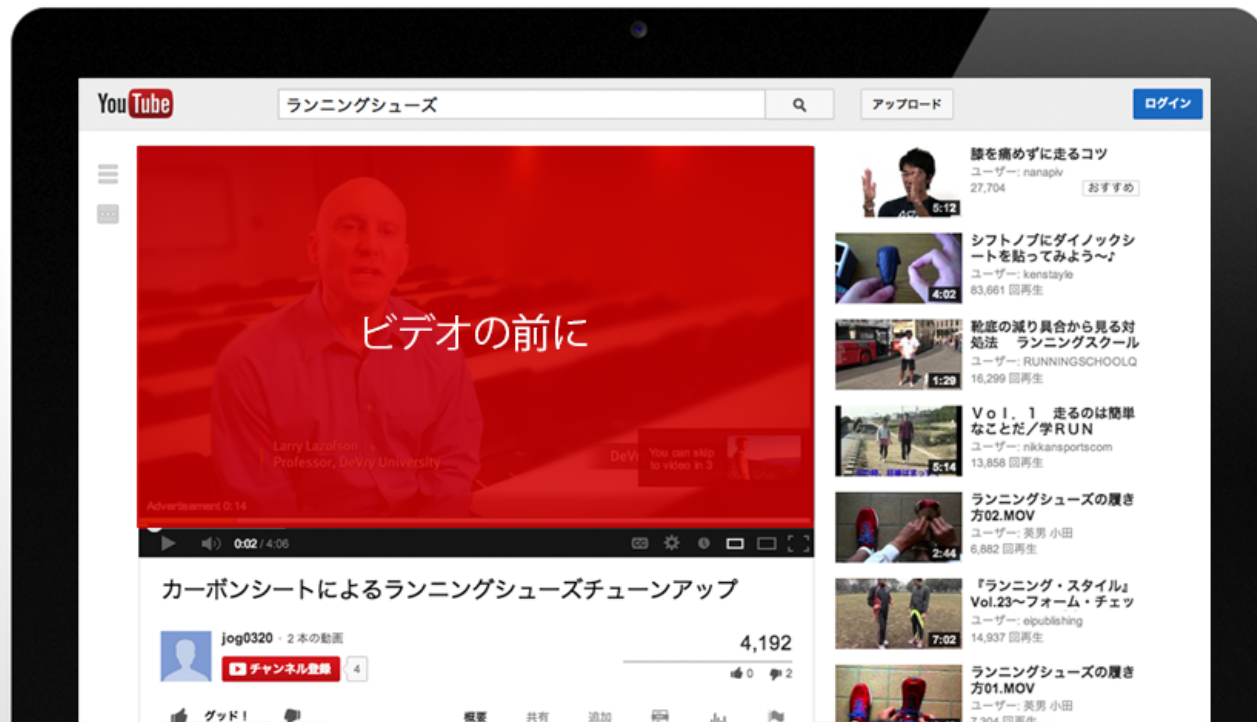 YouTube
ランニングシューズ
アップロード
ログイン
ビデオの前に
Larry Lazofson
Professor, DeVry University
DeV
You can skip
to video in 3
Advertisement 0:14
0:02 / 4:06
カーボンシートによるランニングシューズチューンアップ
jog0320 · 2 本の動画
チャンネル登録 4
4,192
0 2
グッド！
概要 共有 追加
膝を痛めずに走るコツ
ユーザー: nanapiv
27,704 おすすめ
5:12
シフトノブにダイノックシ
ートを貼ってみよう～♪
ユーザー: kenstayle
83,661 回再生
4:02
靴底の減り具合から見る対
処法　ランニングスクール
ユーザー: RUNNINGSCHOOLQ
16,299 回再生
1:29
Ｖｏｌ．１　走るのは簡単
なことだ／学ＲＵＮ
ユーザー: nikkansportscom
13,858 回再生
5:14
ランニングシューズの履き
方02.MOV
ユーザー: 英男 小田
6,882 回再生
2:44
『ランニング・スタイル』
Vol.23～フォーム・チェッ
ユーザー: eipublishing
14,937 回再生
7:02
ランニングシューズの履き
方01.MOV
ユーザー: 英男 小田
7,304 回再生